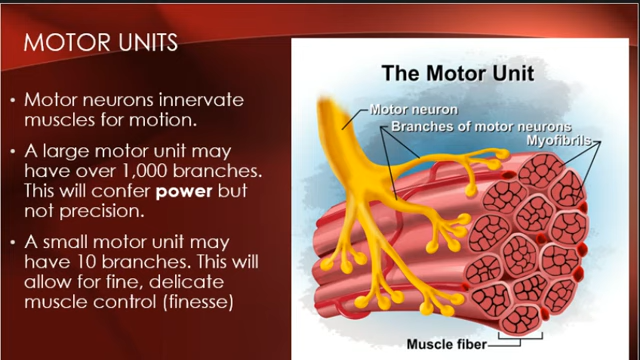 MOTOR UNITS
• Motor neurons innervate
muscles for motion.
• A large motor unit may
have over 1,000 branches.
This will confer power but
not precision.
• A small motor unit may
have 10 branches. This will
allow for fine, delicate
muscle control (finesse)
The Motor Unit
Motor neuron
Branches of motor neurons
Myofibrils
Muscle fiber